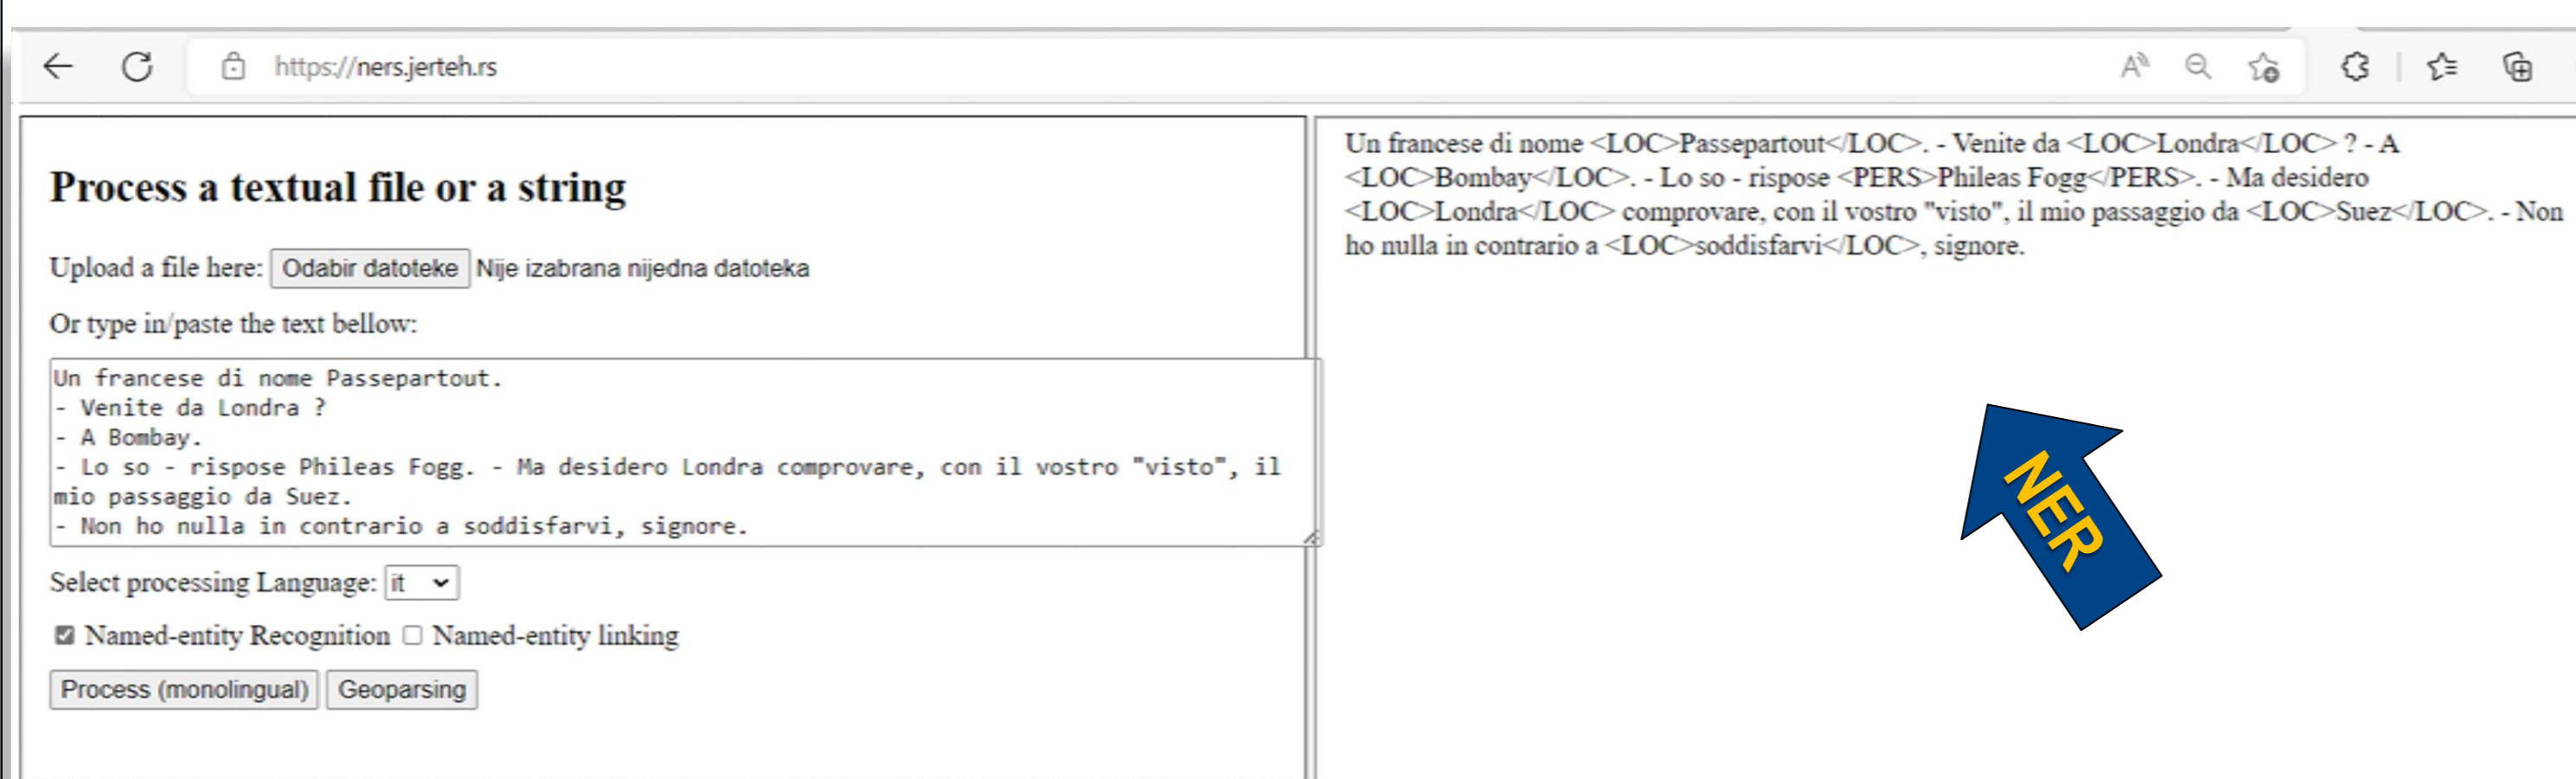 https://ners.jerteh.rs
Process a textual file or a string
Upload a file here: Odabir datoteke Nije izabrana nijedna datoteka
Or type in/paste the text bellow:
Un francese di nome Passepartout.
- Venite da Londra ?
- A Bombay.
- Lo so - rispose Phileas Fogg. - Ma desidero Londra comprovare, con il vostro "visto", il
mio passaggio da Suez.
- Non ho nulla in contrario a soddisfarvi, signore.
Select processing Language: it
Named-entity Recognition Named-entity linking
Process (monolingual) Geoparsing
Un francese di nome <LOC>Passepartout</LOC>. - Venite da <LOC>Londra</LOC> ? - A
<LOC>Bombay</LOC>. - Lo so - rispose <PERS>Phileas Fogg</PERS>. - Ma desidero
<LOC>Londra</LOC> comprovare, con il vostro "visto", il mio passaggio da <LOC>Suez</LOC>. - Non
ho nulla in contrario a <LOC>soddisfarvi</LOC>, signore.
NER